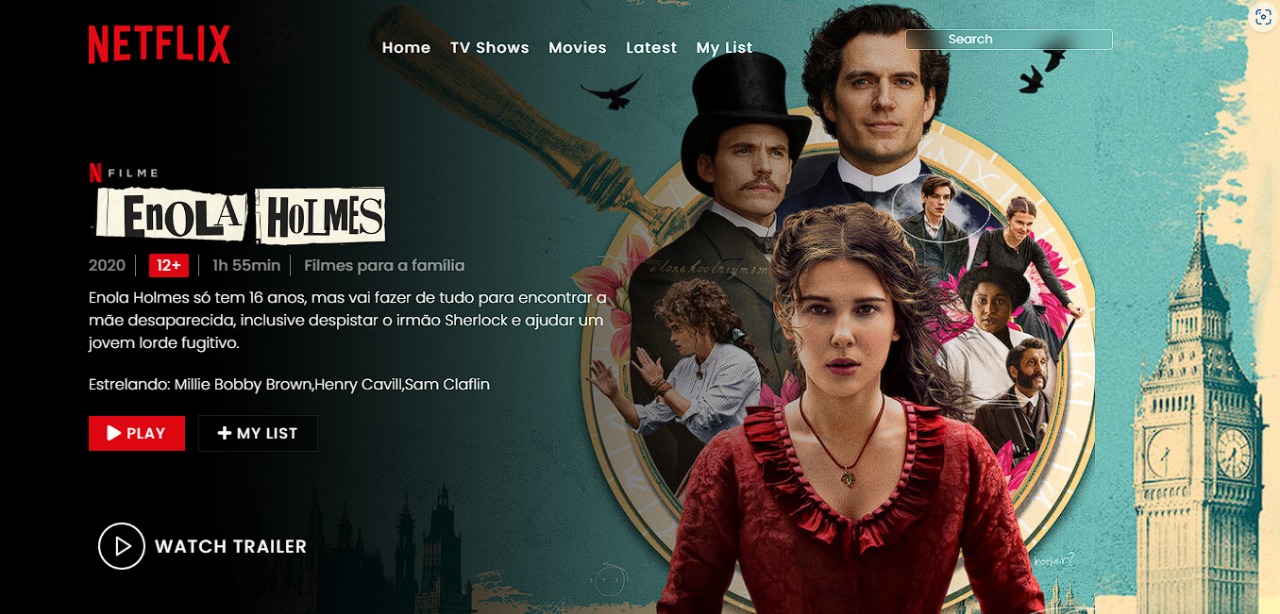 NETFLIX
Home TV Shows Movies Latest My List
Search
N FILME
ENOLA HOLMES
2020 12+ 1h 55min Filmes para a família
Enola Holmes só tem 16 anos, mas vai fazer de tudo para encontrar a
mãe desaparecida, inclusive despistar o irmão Sherlock e ajudar um
jovem lorde fugitivo.
Estrelando: Millie Bobby Brown,Henry Cavill,Sam Claflin
PLAY MY LIST
WATCH TRAILER